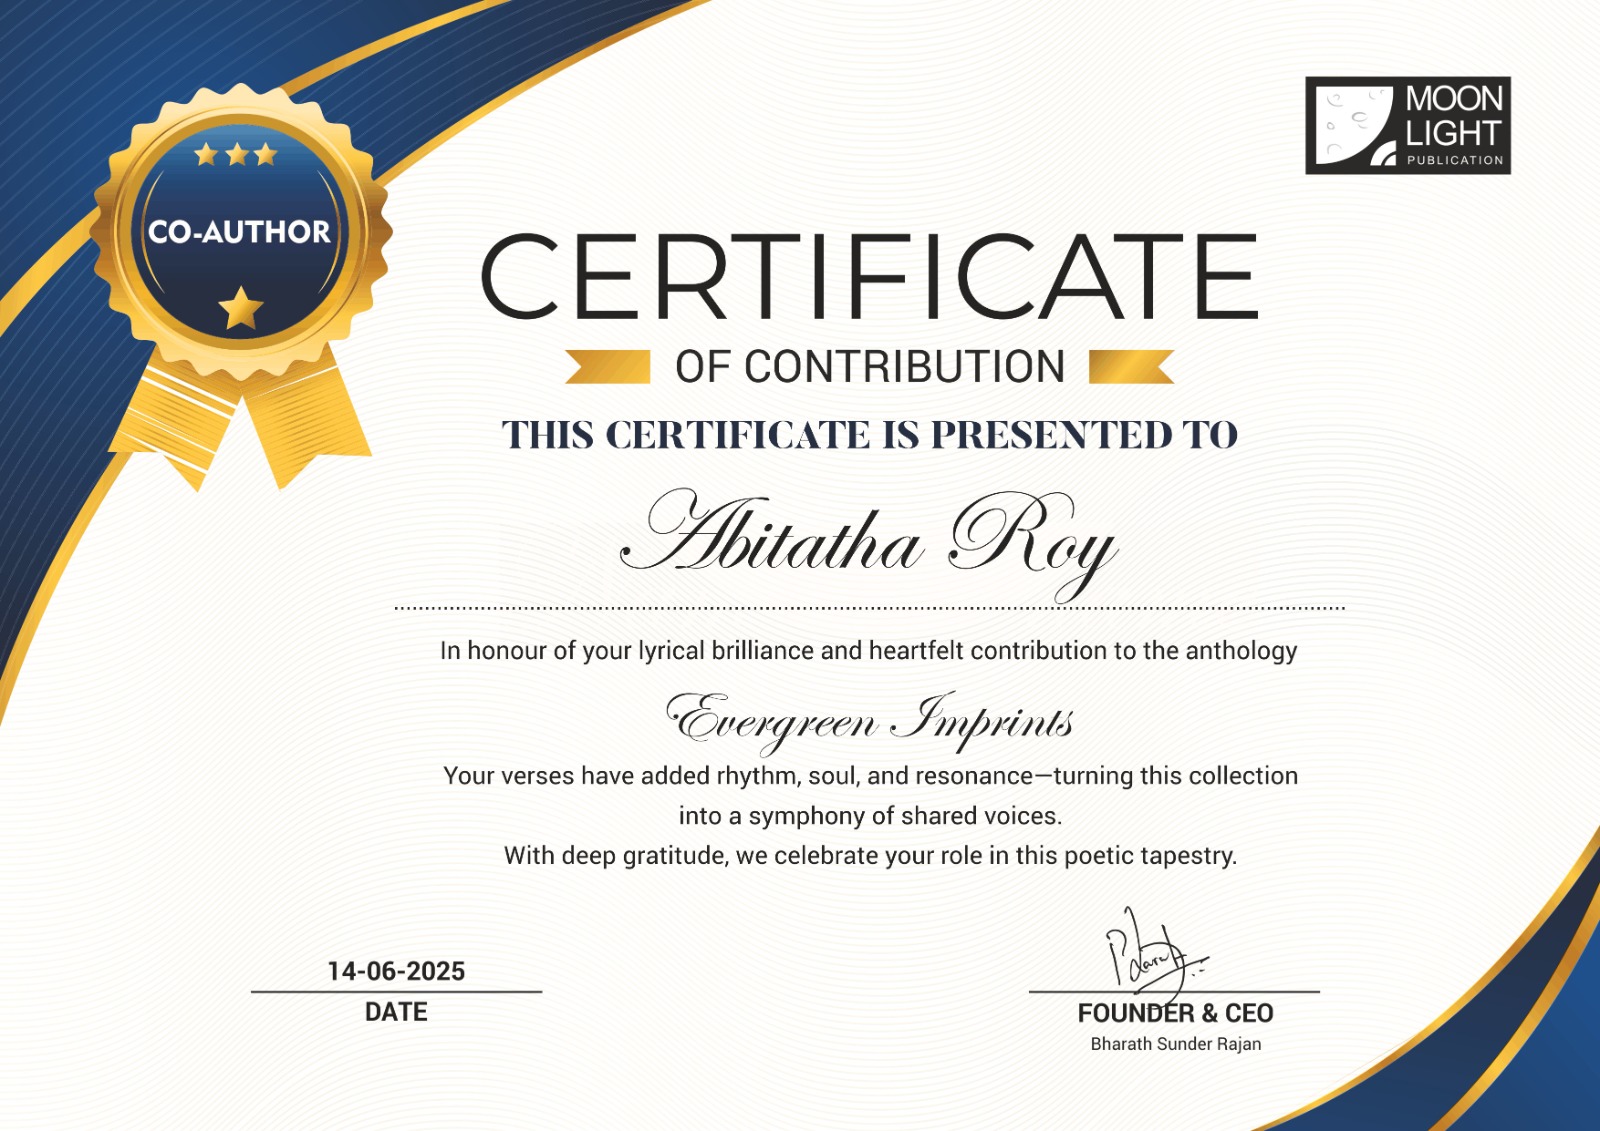 MOON
LIGHT
PUBLICATION
CO-AUTHOR
CERTIFICATE
OF CONTRIBUTION
THIS CERTIFICATE IS PRESENTED TO
Abitatha Roy
In honour of your lyrical brilliance and heartfelt contribution to the anthology
Evergreen Imprints
Your verses have added rhythm, soul, and resonance—turning this collection
into a symphony of shared voices.
With deep gratitude, we celebrate your role in this poetic tapestry.
14-06-2025
DATE
FOUNDER & CEO
Bharath Sunder Rajan